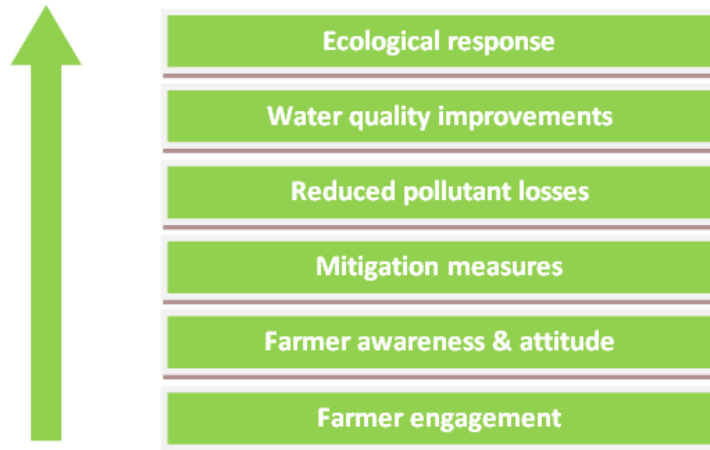 Ecological response
Water quality improvements
Reduced pollutant losses
Mitigation measures
Farmer awareness & attitude
Farmer engagement